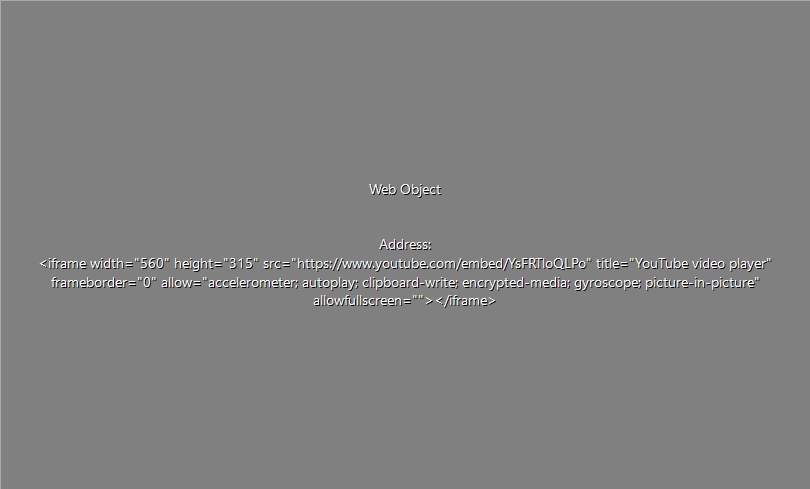 Web Object
Address:
<iframe width="560" height="315" src="https://www.youtube.com/embed/YsFRTloQLPo" title="YouTube video player"
frameborder="0" allow="accelerometer; autoplay; clipboard-write; encrypted-media; gyroscope; picture-in-picture"
allowfullscreen=""></iframe>